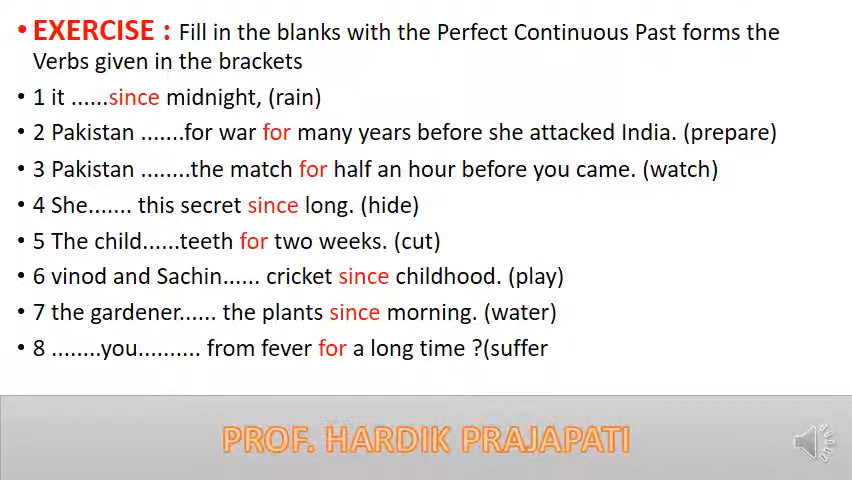 • EXERCISE : Fill in the blanks with the Perfect Continuous Past forms the
Verbs given in the brackets
• 1 it ......since midnight, (rain)
• 2 Pakistan .......for war for many years before she attacked India. (prepare)
• 3 Pakistan ........the match for half an hour before you came. (watch)
• 4 She....... this secret since long. (hide)
• 5 The child......teeth for two weeks. (cut)
• 6 vinod and Sachin...... cricket since childhood. (play)
• 7 the gardener...... the plants since morning. (water)
• 8 ........you.......... from fever for a long time ?(suffer
PROF. HARDIK PRAJAPATI